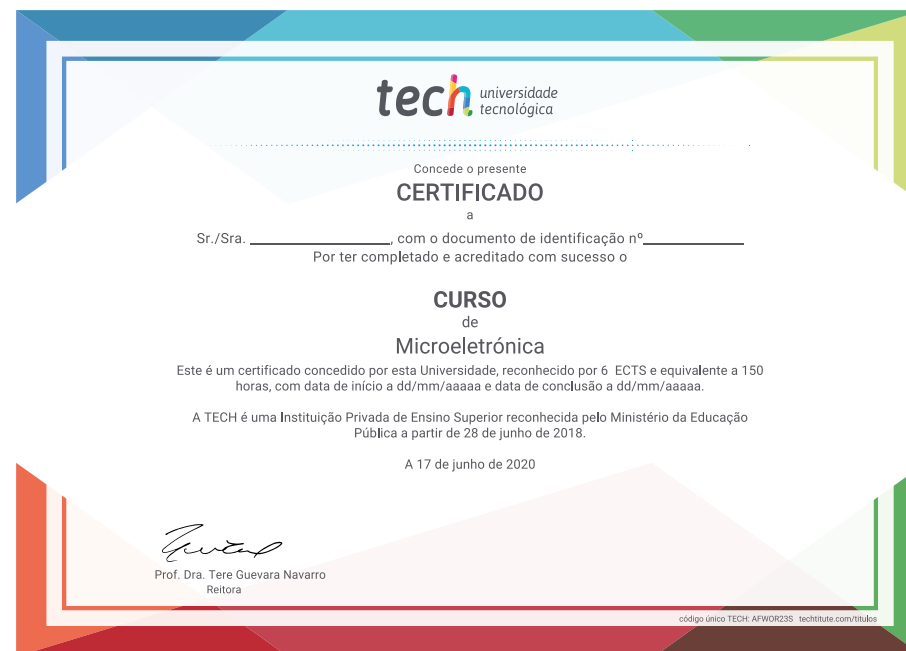 tech universidade
tecnológica
Concede o presente
CERTIFICADO
a
Sr./Sra. , com o documento de identificação nº
Por ter completado e acreditado com sucesso o
CURSO
de
Microeletrónica
Este é um certificado concedido por esta Universidade, reconhecido por 6 ECTS e equivalente a 150
horas, com data de início a dd/mm/aaaaa e data de conclusão a dd/mm/aaaaa.
A TECH é uma Instituição Privada de Ensino Superior reconhecida pelo Ministério da Educação
Pública a partir de 28 de junho de 2018.
A 17 de junho de 2020
Prof. Dra. Tere Guevara Navarro
Reitora
código único TECH: AFWOR23S techtitute.com/titulos